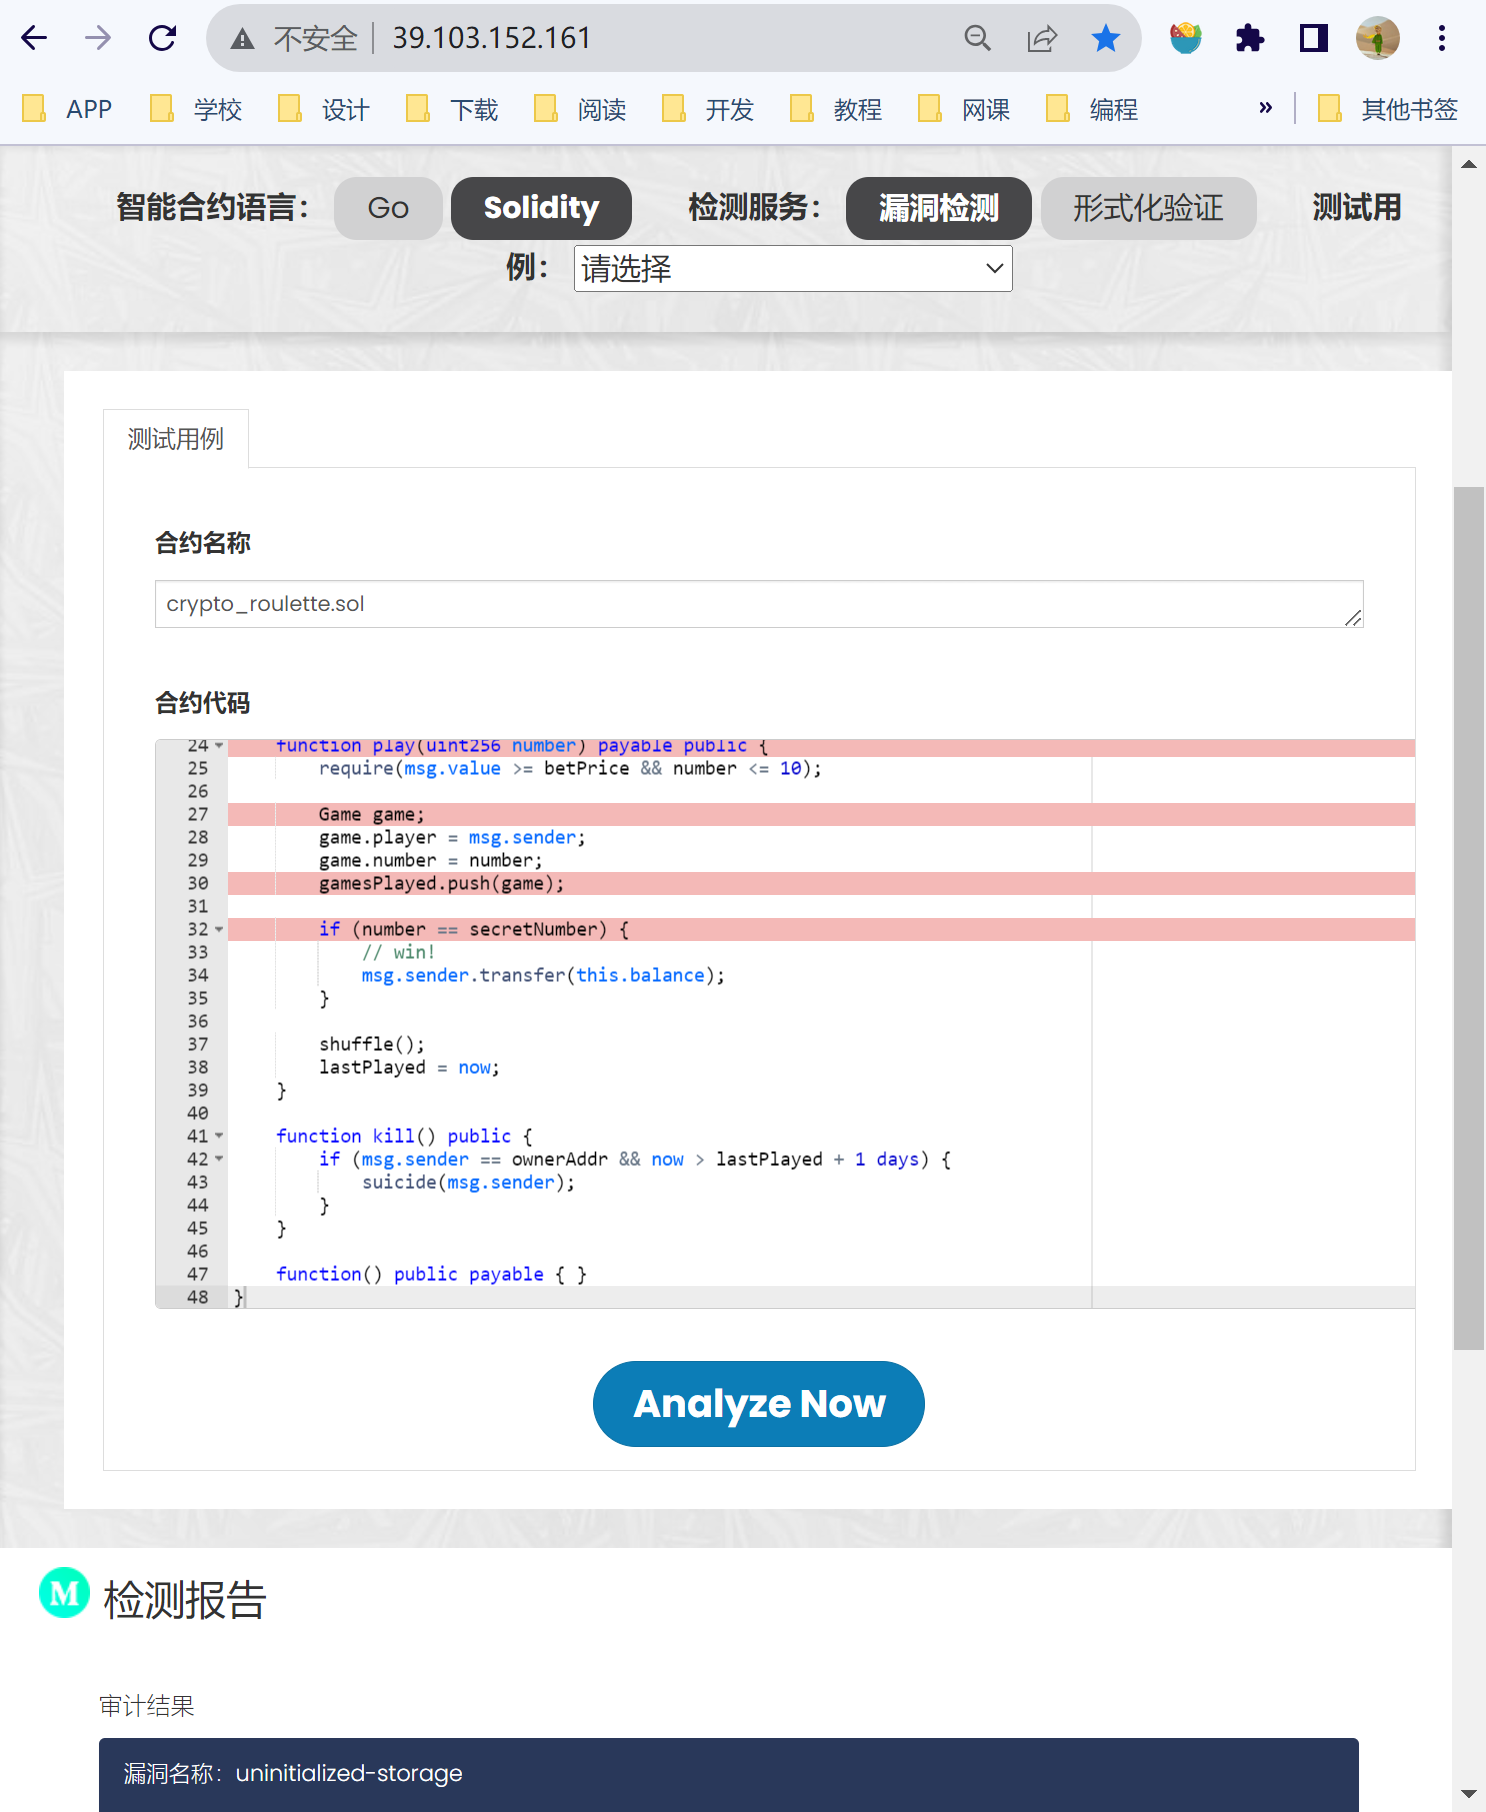 不安全 39.103.152.161
APP 学校 设计 下载 阅读 开发 教程 网课 编程 » 其他书签
智能合约语言： Go Solidity 检测服务： 漏洞检测 形式化验证 测试用
例： 请选择
测试用例
合约名称
crypto_roulette.sol
合约代码
24 function play(uint256 number) payable public {
25 require(msg.value >= betPrice && number <= 10);
26
27 Game game;
28 game.player = msg.sender;
29 game.number = number;
30 gamesPlayed.push(game);
31
32 if (number == secretNumber) {
33 // win!
34 msg.sender.transfer(this.balance);
35 }
36
37 shuffle();
38 lastPlayed = now;
39 }
40
41 function kill() public {
42 if (msg.sender == ownerAddr && now > lastPlayed + 1 days) {
43 suicide(msg.sender);
44 }
45 }
46
47 function() public payable { }
48 }
Analyze Now
M 检测报告
审计结果
漏洞名称：uninitialized-storage